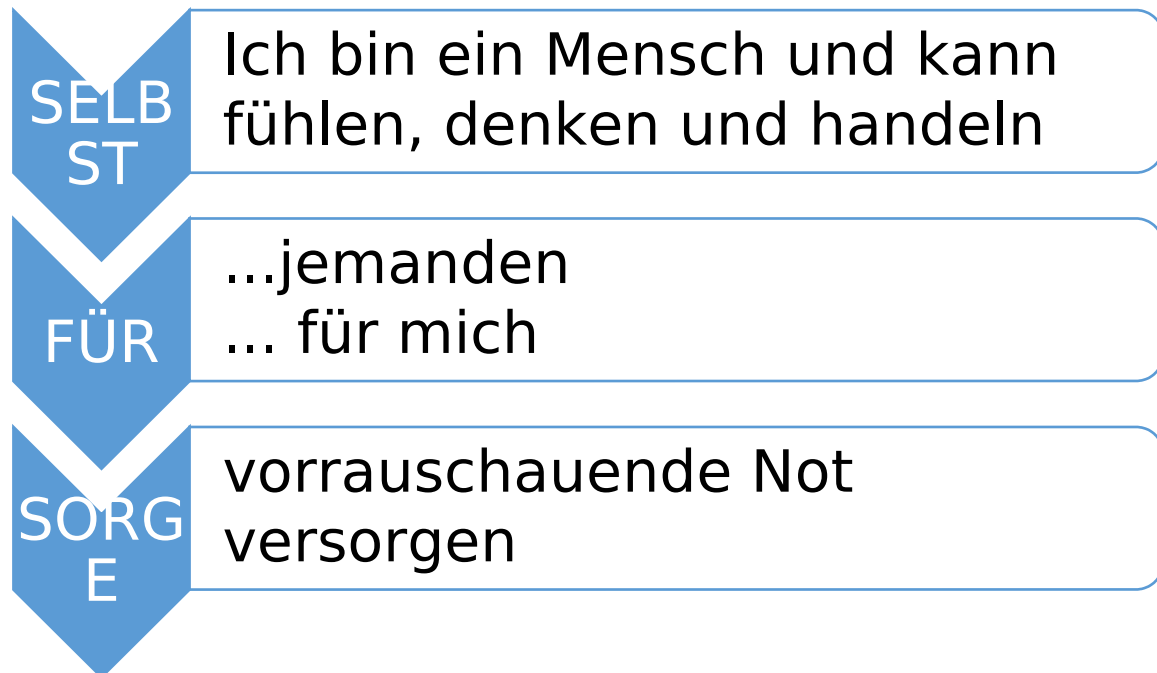 SELB
ST
Ich bin ein Mensch und kann
fühlen, denken und handeln
FÜR
...jemanden
... für mich
SORG
E
vorrauschauende Not
versorgen